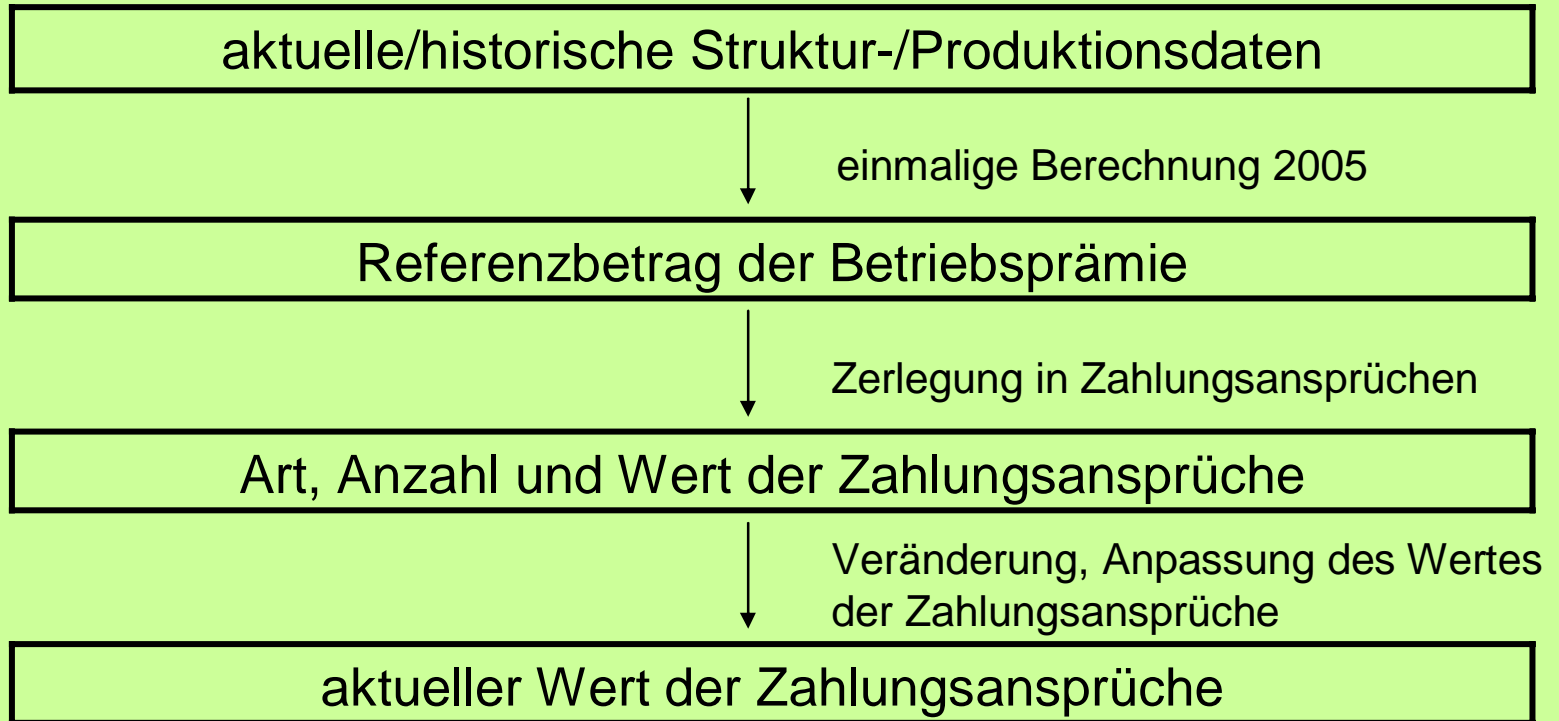 aktuelle/historische Struktur-/Produktionsdaten
einmalige Berechnung 2005
Referenzbetrag der Betriebsprämie
Zerlegung in Zahlungsansprüchen
Art, Anzahl und Wert der Zahlungsansprüche
Veränderung, Anpassung des Wertes
der Zahlungsansprüche
aktueller Wert der Zahlungsansprüche